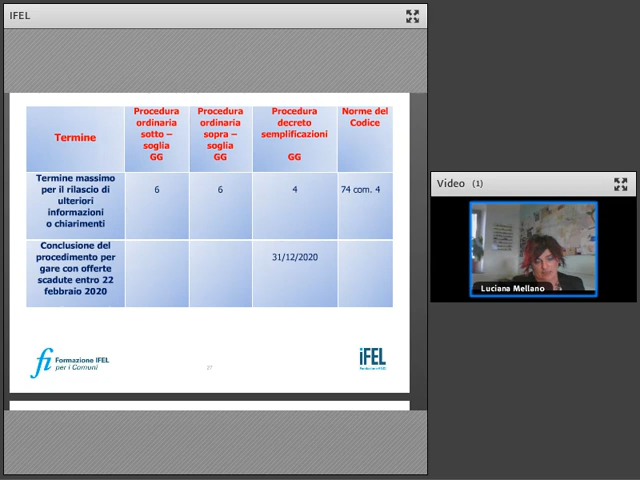 IFEL
Termine
Procedura
ordinaria
sotto –
soglia
GG
Procedura
ordinaria
sopra –
soglia
GG
Procedura
decreto
semplificazioni
GG
Norme del
Codice
Termine massimo
per il rilascio di
ulteriori
informazioni
o chiarimenti
6
6
4
74 com. 4
Conclusione del
procedimento per
gare con offerte
scadute entro 22
febbraio 2020
31/12/2020
fi Formazione IFEL
per i Comuni
27
iFEL
Video (1)
Luciana Mellano